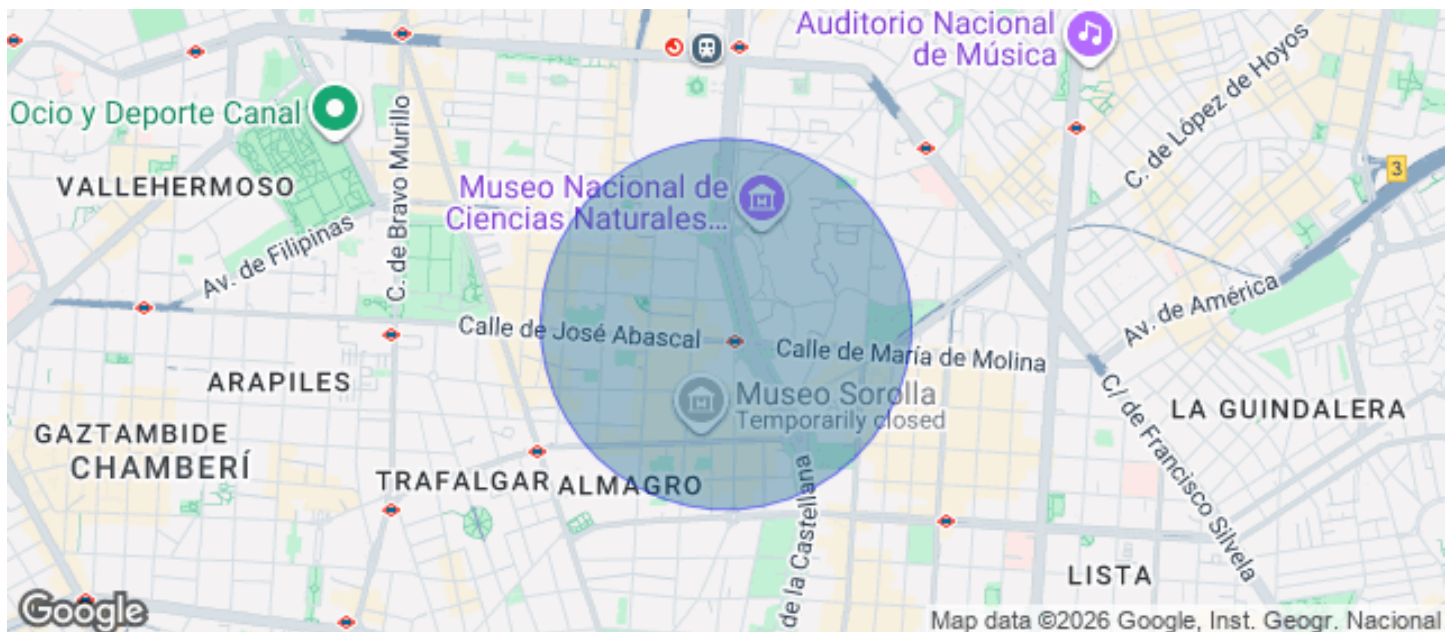 Auditorio Nacional
de Música
C. de López de Hoyos
Ocio y Deporte Canal
C. de Bravo Murillo
3
VALLEHERMOSO
Museo Nacional de
Ciencias Naturales...
Av. de Filipinas
Av. de América
Calle de José Abascal
Calle de María de Molina
ARAPILES
Museo Sorolla
Temporarily closed
C/ de Francisco Silvela
LA GUINDALERA
GAZTAMBIDE
CHAMBERÍ
TRAFALGAR
ALMAGRO
de la Castellana
LISTA
Google
Map data ©2026 Google, Inst. Geogr. Nacional